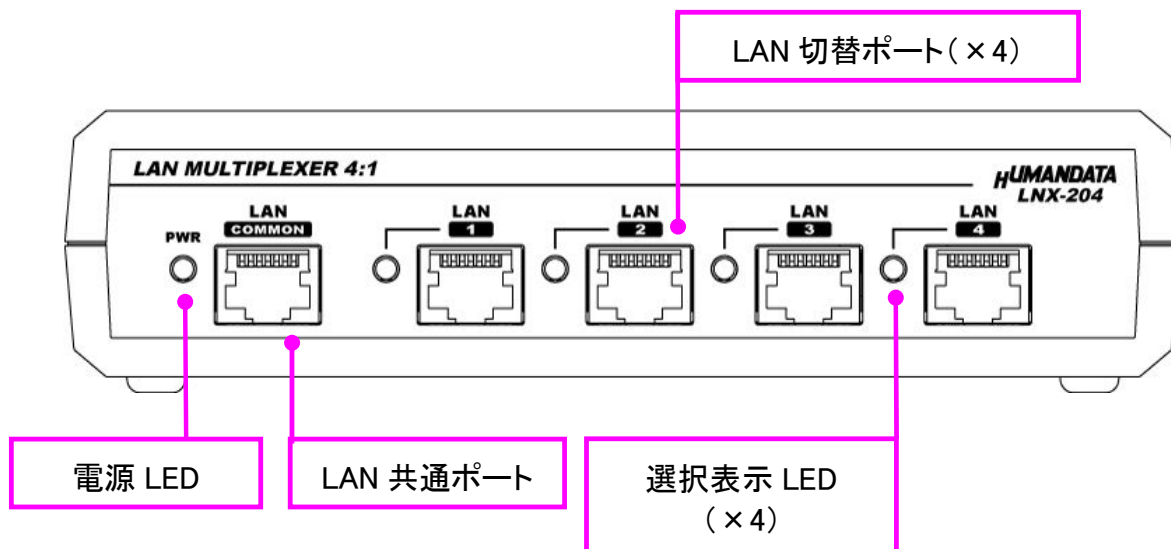 LAN 切替ポート(×4)
LAN MULTIPLEXER 4:1
HUMANDATA
LNX-204
PWR
LAN
COMMON
LAN
1
LAN
2
LAN
3
LAN
4
電源 LED
LAN 共通ポート
選択表示 LED
(×4)